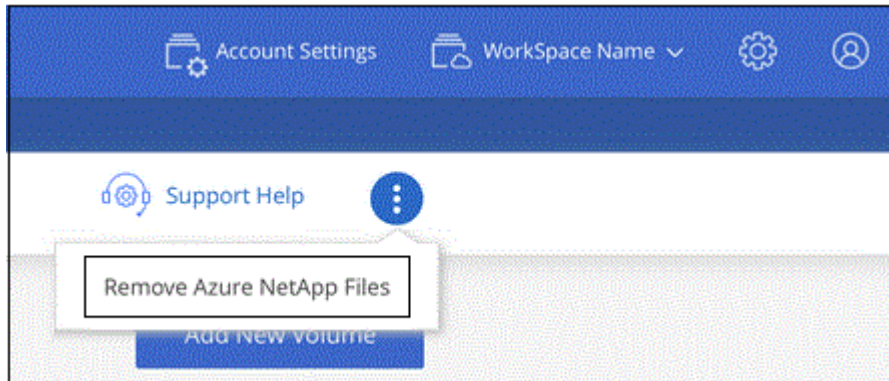 Account Settings WorkSpace Name
Support Help
Remove Azure NetApp Files
Add New Volume